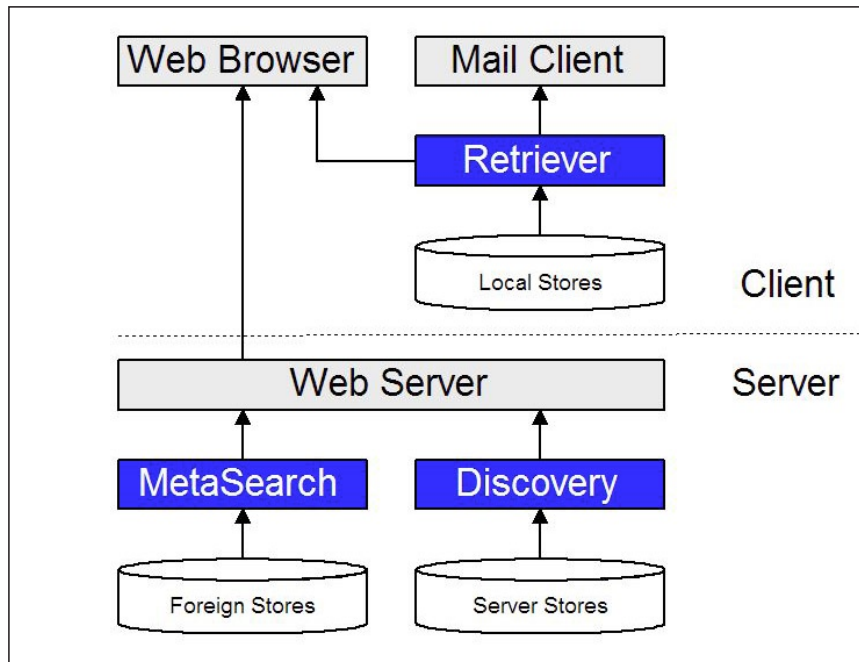 Web Browser
Mail Client
Retriever
Local Stores
Client
Web Server
Server
MetaSearch
Discovery
Foreign Stores
Server Stores